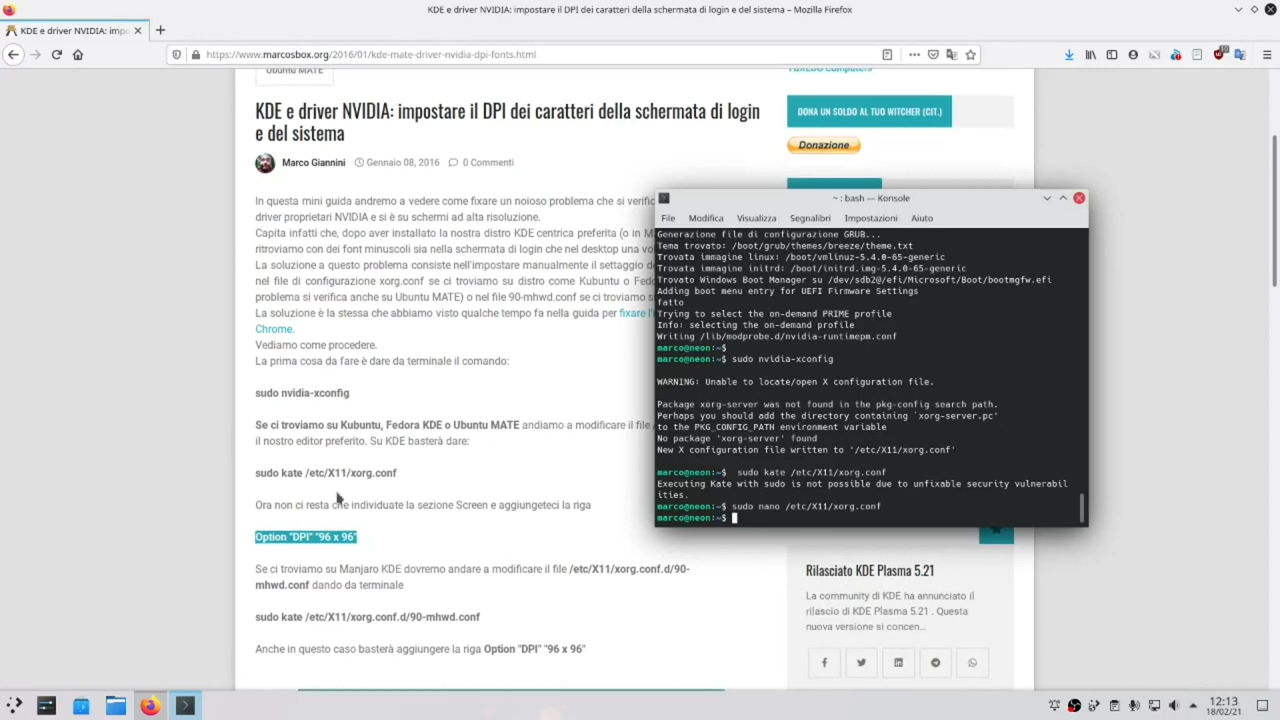 KDE e driver NVIDIA: impostare il DPI dei caratteri della schermata di login e del sistema – Mozilla Firefox
KDE e driver NVIDIA: impo
https://www.marcosbox.org/2016/01/kde-mate-driver-nvidia-dpi-fonts.html
Ubuntu MATE
KDE e driver NVIDIA: impostare il DPI dei caratteri della schermata di login
e del sistema
Marco Giannini Gennaio 08, 2016 0 Commenti
In questa mini guida andremo a vedere come fixare un noioso problema che si verific
driver proprietari NVIDIA e si è su schermi ad alta risoluzione.
Capita infatti che, dopo aver installato la nostra distro KDE centrica preferita (o in M
ritroviamo con dei font minuscoli sia nella schermata di login che nel desktop una vo
La soluzione a questo problema consiste nell'impostare manualmente il settaggio de
nel file di configurazione xorg.conf se ci troviamo su distro come Kubuntu o Fedo
problema si verifica anche su Ubuntu MATE) o nel file 90-mhwd.conf se ci troviamo s
La soluzione è la stessa che abbiamo visto qualche tempo fa nella guida per fixare l'i
Chrome.
Vediamo come procedere.
La prima cosa da fare è dare da terminale il comando:
sudo nvidia-xconfig
Se ci troviamo su Kubuntu, Fedora KDE o Ubuntu MATE andiamo a modificare il file
il nostro editor preferito. Su KDE basterà dare:
sudo kate /etc/X11/xorg.conf
Ora non ci resta che individuate la sezione Screen e aggiungeteci la riga
Option "DPI" "96 x 96"
Se ci troviamo su Manjaro KDE dovremo andare a modificare il file /etc/X11/xorg.conf.d/90-
mhwd.conf dando da terminale
sudo kate /etc/X11/xorg.conf.d/90-mhwd.conf
Anche in questo caso basterà aggiungere la riga Option "DPI" "96 x 96"
TUXEDO Computers
DONA UN SOLDO AL TUO WITCHER (CIT.)
Donazione
~ : bash — Konsole
File Modifica Visualizza Segnalibri Impostazioni Aiuto
Generazione file di configurazione GRUB...
Tema trovato: /boot/grub/themes/breeze/theme.txt
Trovata immagine linux: /boot/vmlinuz-5.4.0-65-generic
Trovata immagine initrd: /boot/initrd.img-5.4.0-65-generic
Trovato Windows Boot Manager su /dev/sdb2@/efi/Microsoft/Boot/bootmgfw.efi
Adding boot menu entry for UEFI Firmware Settings
fatto
Trying to select the on-demand PRIME profile
Info: selecting the on-demand profile
Writing /lib/modprobe.d/nvidia-runtimepm.conf
marco@neon:~$
marco@neon:~$ sudo nvidia-xconfig
WARNING: Unable to locate/open X configuration file.
Package xorg-server was not found in the pkg-config search path.
Perhaps you should add the directory containing `xorg-server.pc'
to the PKG_CONFIG_PATH environment variable
No package 'xorg-server' found
New X configuration file written to '/etc/X11/xorg.conf'
marco@neon:~$  sudo kate /etc/X11/xorg.conf
Executing Kate with sudo is not possible due to unfixable security vulnerabil
ities.
marco@neon:~$ sudo nano /etc/X11/xorg.conf
marco@neon:~$
Rilasciato KDE Plasma 5.21
La community di KDE ha annunciato il
rilascio di KDE Plasma 5.21 . Questa
nuova versione si concen...
12:13
18/02/21